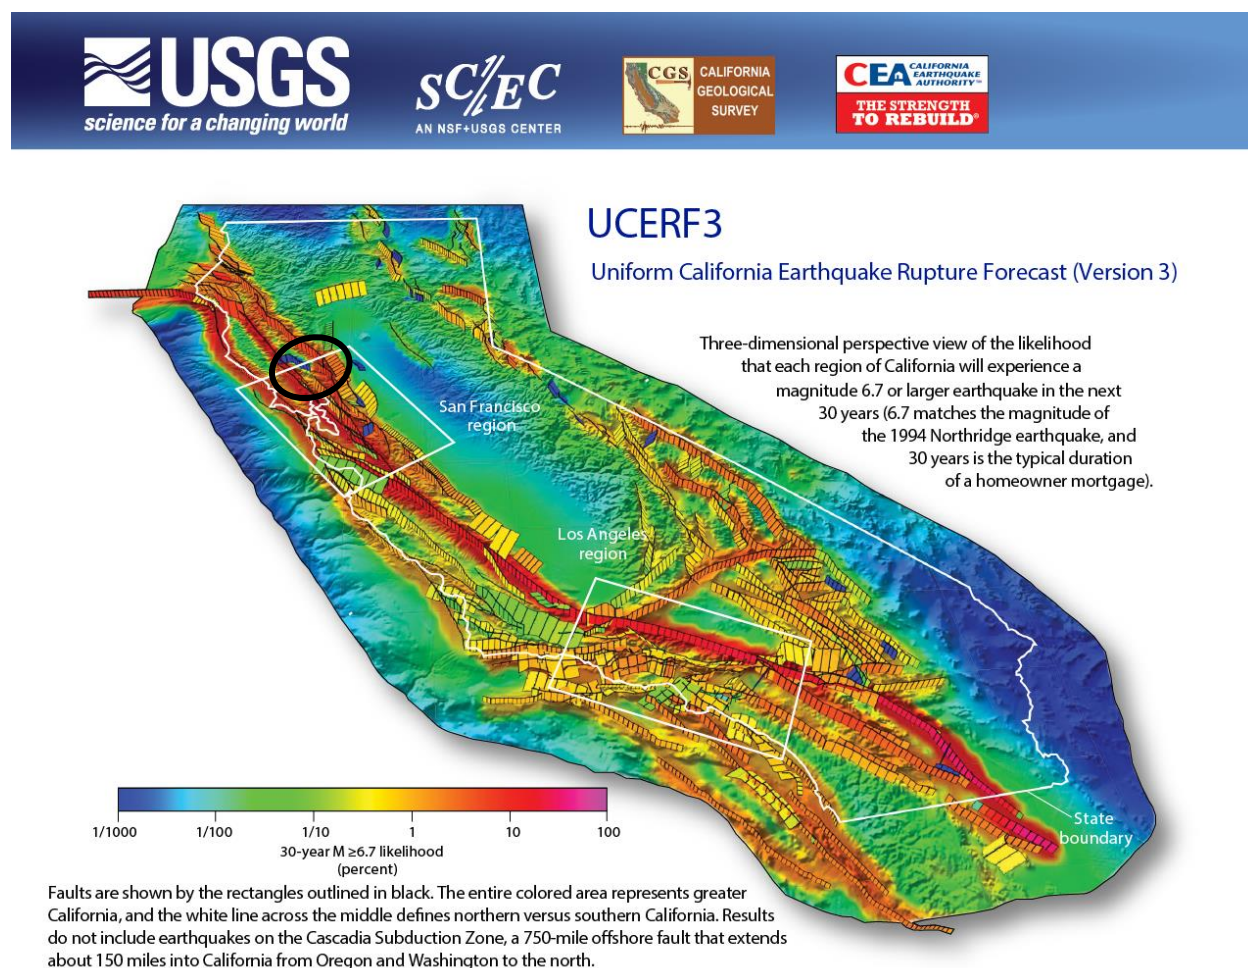 USGS
science for a changing world
SC/EC
AN NSF+USGS CENTER
CGS
CALIFORNIA
GEOLOGICAL
SURVEY
CEA CALIFORNIA
EARTHQUAKE
AUTHORITY™
THE STRENGTH
TO REBUILD®
UCERF3
Uniform California Earthquake Rupture Forecast (Version 3)
Three-dimensional perspective view of the likelihood
that each region of California will experience a
magnitude 6.7 or larger earthquake in the next
30 years (6.7 matches the magnitude of
the 1994 Northridge earthquake, and
30 years is the typical duration
of a homeowner mortgage).
San Francisco
region
Los Angeles
region
State
boundary
1/1000 1/100 1/10 1 10 100
30-year M ≥6.7 likelihood
(percent)
Faults are shown by the rectangles outlined in black. The entire colored area represents greater
California, and the white line across the middle defines northern versus southern California. Results
do not include earthquakes on the Cascadia Subduction Zone, a 750-mile offshore fault that extends
about 150 miles into California from Oregon and Washington to the north.